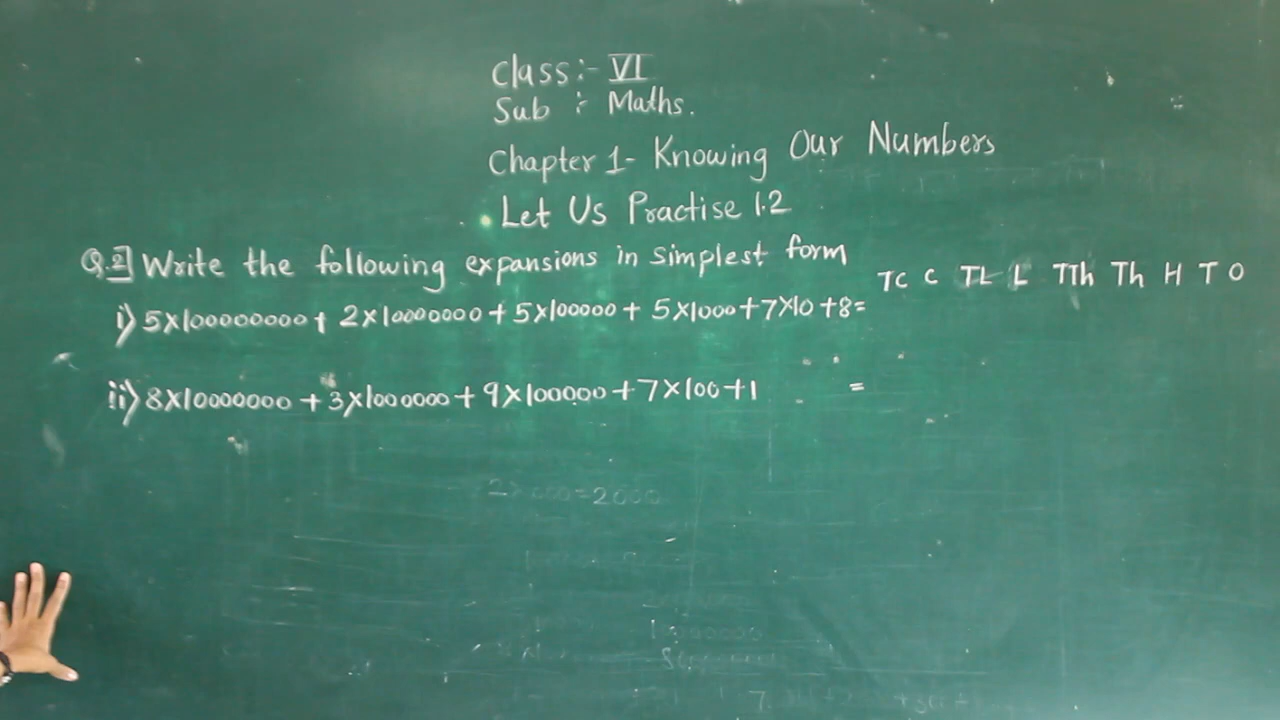 Class :- VI
Sub :- Maths.
Chapter 1- Knowing Our Numbers
Let Us Practise 1.2
Q.2] Write the following expansions in simplest form
TC C TL L TTh Th H T O
i) 5×100000000+ 2×10000000+5×100000+ 5×1000+7×10 +8=
ii) 8×10000000 +3×1000000+ 9×100000+7×100+1 =